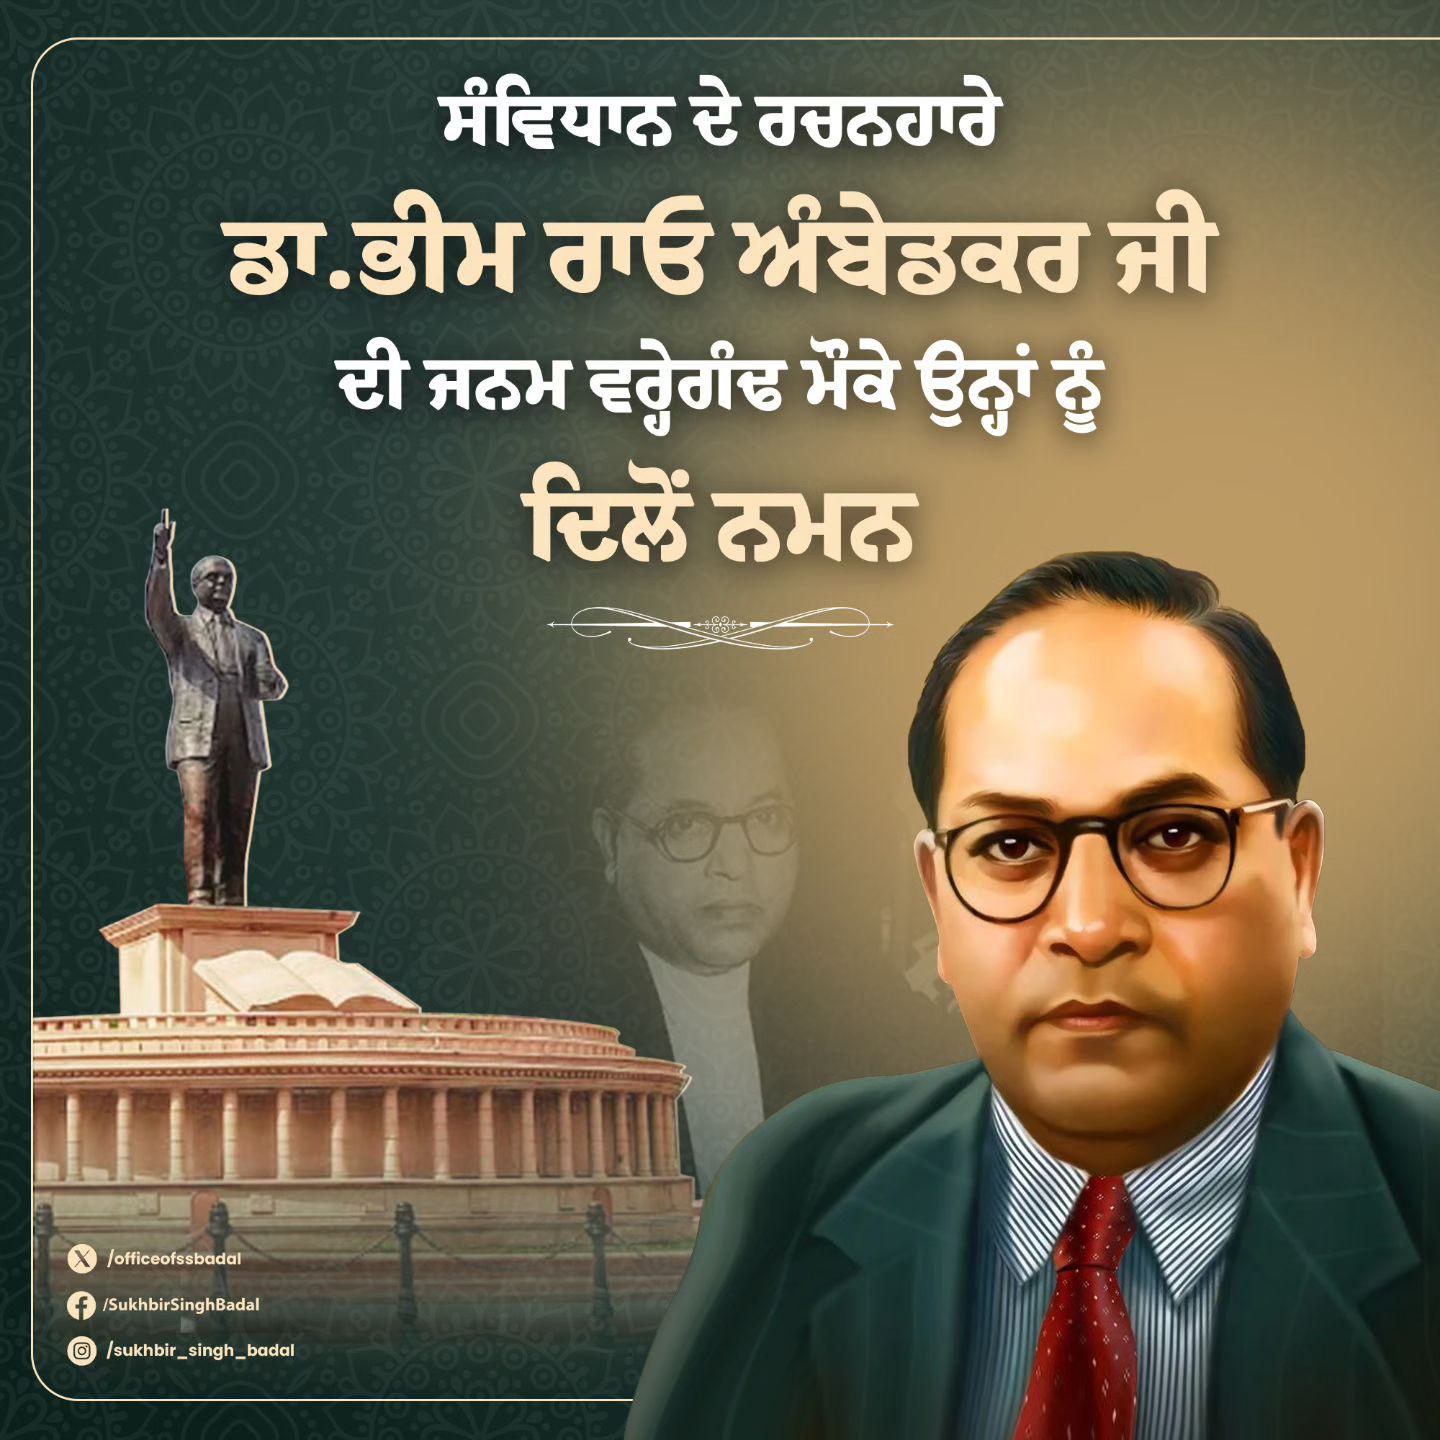 ਸੰਵਿਧਾਨ ਦੇ ਰਚਨਹਾਰੇ
ਡਾ.ਭੀਮ ਰਾਓ ਅੰਬੇਡਕਰ ਜੀ
ਦੀ ਜਨਮ ਵਰ੍ਹੇਗੰਢ ਮੌਕੇ ਉਨ੍ਹਾਂ ਨੂੰ
ਦਿਲੋਂ ਨਮਨ
/officeofssbadal
/SukhbirSinghBadal
/sukhbir_singh_badal